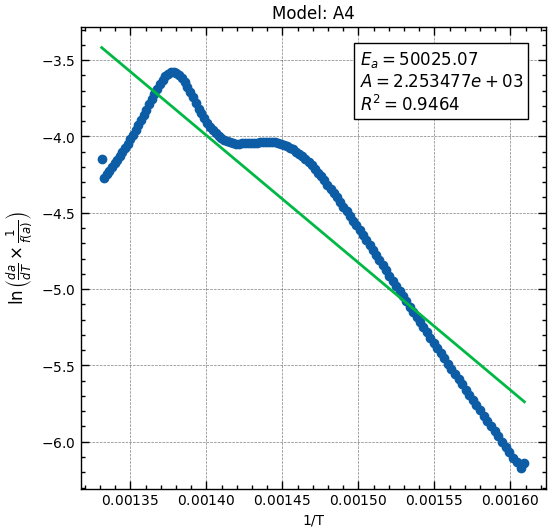 Model: A4
E_a = 50025.07
A = 2.253477e + 03
R^2 = 0.9464
ln(da/dT × 1/f(a))
−3.5
−4.0
−4.5
−5.0
−5.5
−6.0
0.00135 0.00140 0.00145 0.00150 0.00155 0.00160
1/T